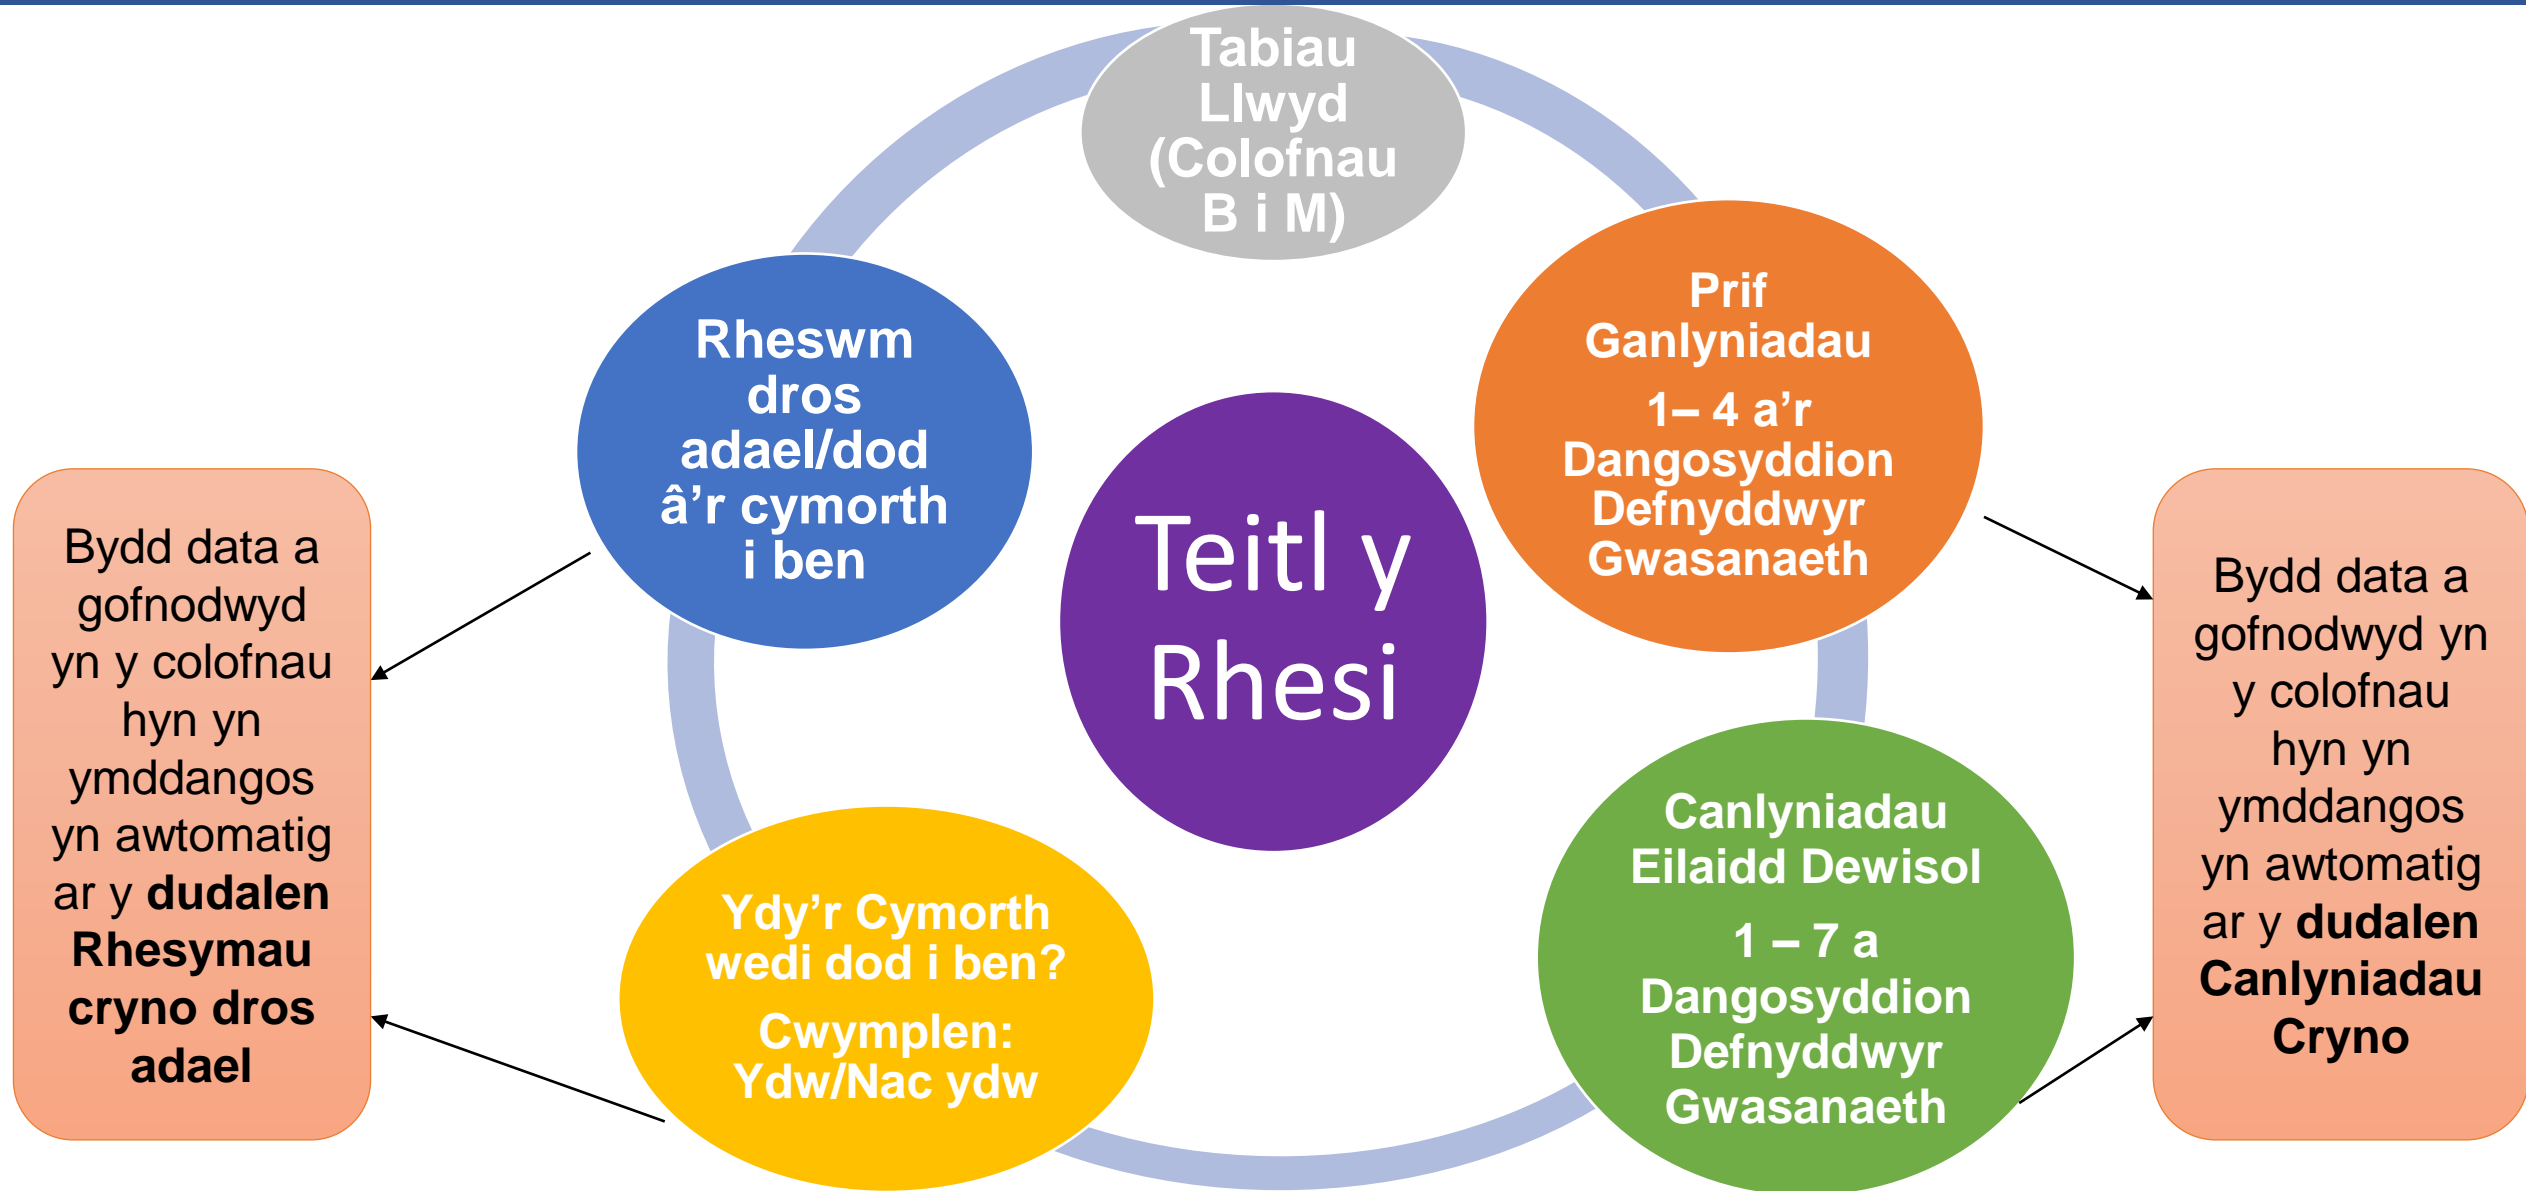 Tabiau
Llwyd
(Colofnau
B i M)
Prif
Ganlyniadau
1– 4 a’r
Dangosyddion
Defnyddwyr
Gwasanaeth
Canlyniadau
Eilaidd Dewisol
1 – 7 a
Dangosyddion
Defnyddwyr
Gwasanaeth
Ydy’r Cymorth
wedi dod i ben?
Cwymplen:
Ydw/Nac ydw
Rheswm
dros
adael/dod
â’r cymorth
i ben
Teitl y
Rhesi
Bydd data a
gofnodwyd
yn y colofnau
hyn yn
ymddangos
yn awtomatig
ar y dudalen
Rhesymau
cryno dros
adael
Bydd data a
gofnodwyd yn
y colofnau
hyn yn
ymddangos
yn awtomatig
ar y dudalen
Canlyniadau
Cryno